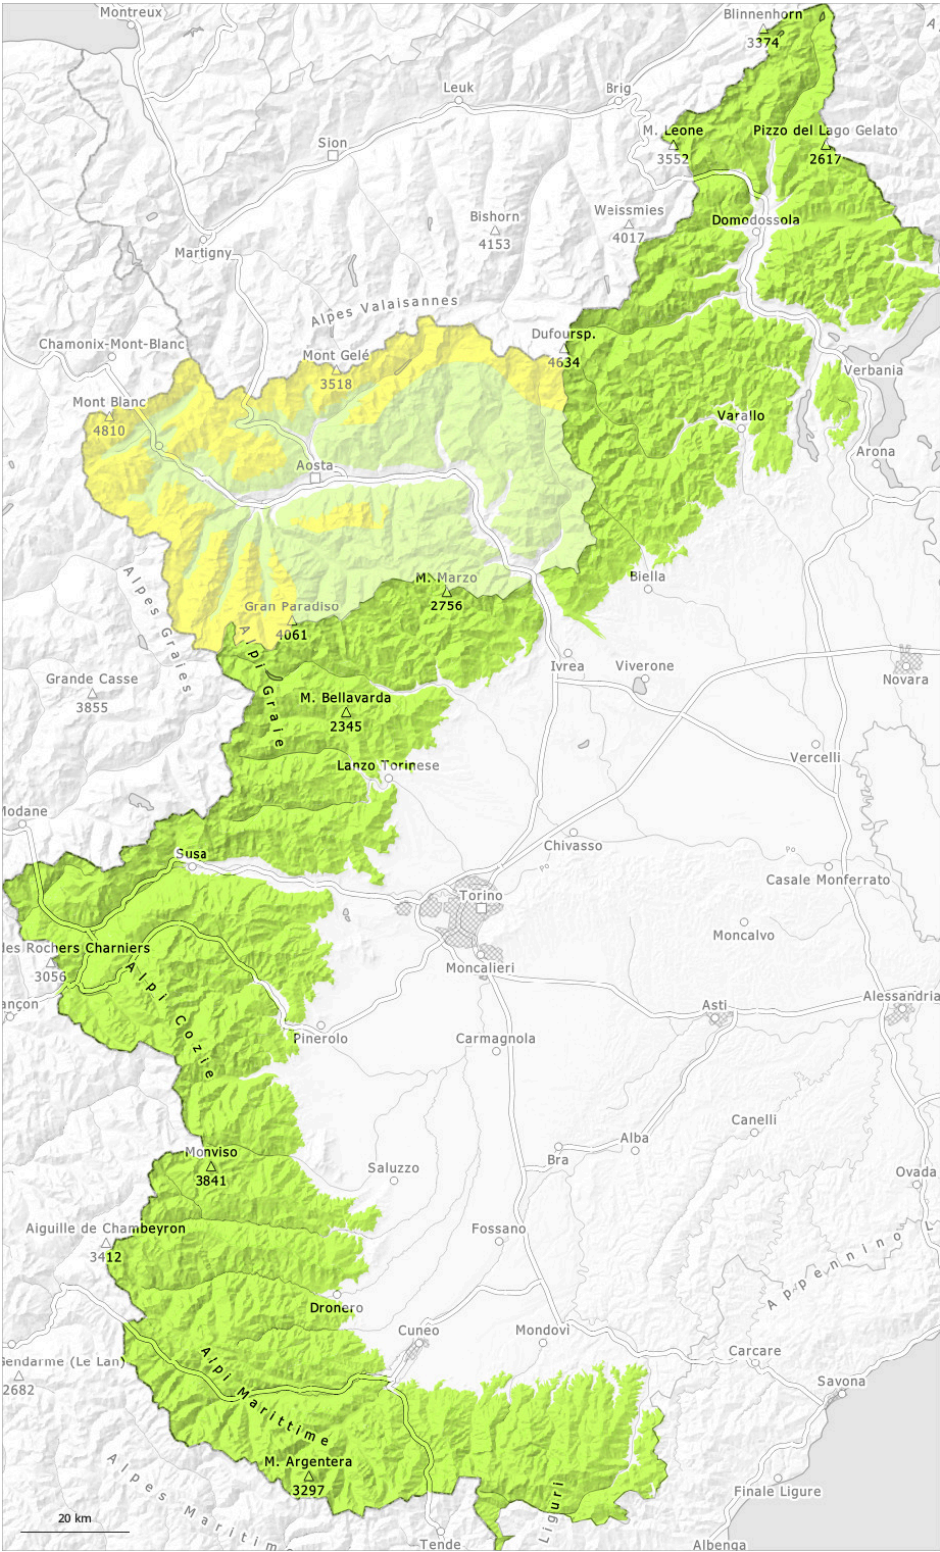 Montreux
Blinnenhorn
3374
Leuk
Brig
Sion
M. Leone
3552
Pizzo del Lago Gelato
2617
Bishorn
4153
Weissmies
4017
Domodossola
Martigny
Alpes Valaisannes
Chamonix-Mont-Blanc
Mont Gelé
3518
Dufoursp.
4634
Verbania
Mont Blanc
4810
Varallo
Arona
Aosta
Alpes Graies
M. Marzo
2756
Biella
Gran Paradiso
4061
Alpi Graie
Ivrea
Viverone
Novara
Grande Casse
3855
M. Bellavarda
2345
Vercelli
Lanzo Torinese
Modane
Chivasso
Po
Susa
Po
Casale Monferrato
Torino
Moncalvo
des Rochers Charniers
3056
Alpi Cozie
Moncalieri
ançon
Asti
Alessandria
Pinerolo
Carmagnola
Canelli
Alba
Monviso
3841
Bra
Saluzzo
Ovada
Aiguille de Chambeyron
3412
Fossano
Appennino L
Dronero
Cuneo
Mondovì
Gendarme (Le Lan
2682
Carcare
Alpi Marittime
Savona
M. Argentera
3297
Alpes Maritime
Liguri
Finale Ligure
20 km
Tende
Albenga